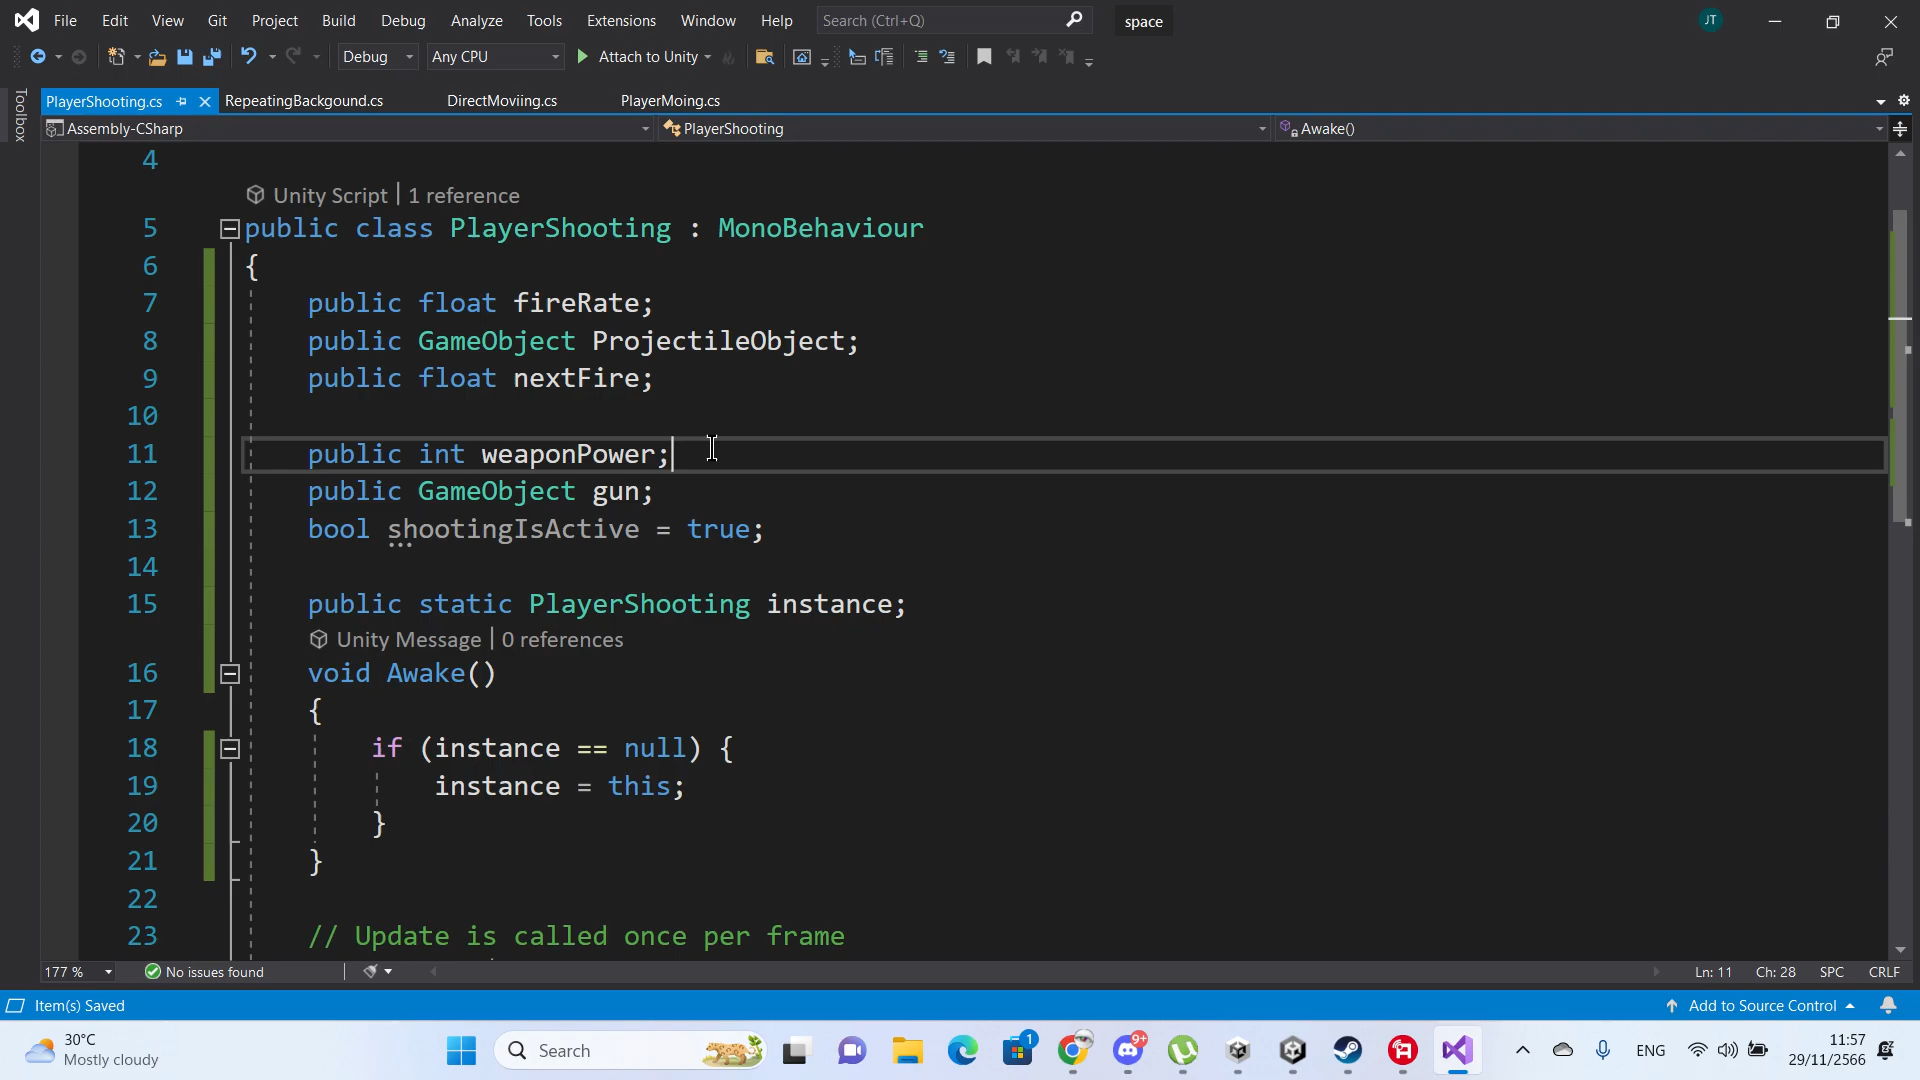 File Edit View Git Project Build Debug Analyze Tools Extensions Window Help Search (Ctrl+Q) space JT
Debug Any CPU Attach to Unity
Toolbox
PlayerShooting.cs RepeatingBackgound.cs DirectMoviing.cs PlayerMoing.cs
Assembly-CSharp PlayerShooting Awake()
4
Unity Script | 1 reference
5 public class PlayerShooting : MonoBehaviour
6 {
7 public float fireRate;
8 public GameObject ProjectileObject;
9 public float nextFire;
10
11 public int weaponPower;
12 public GameObject gun;
13 bool shootingIsActive = true;
14
15 public static PlayerShooting instance;
Unity Message | 0 references
16 void Awake()
17 {
18 if (instance == null) {
19 instance = this;
20 }
21 }
22
23 // Update is called once per frame
177 % No issues found Ln: 11 Ch: 28 SPC CRLF
Item(s) Saved Add to Source Control
30°C
Mostly cloudy
Search
1
9+
ENG
11:57
29/11/2566